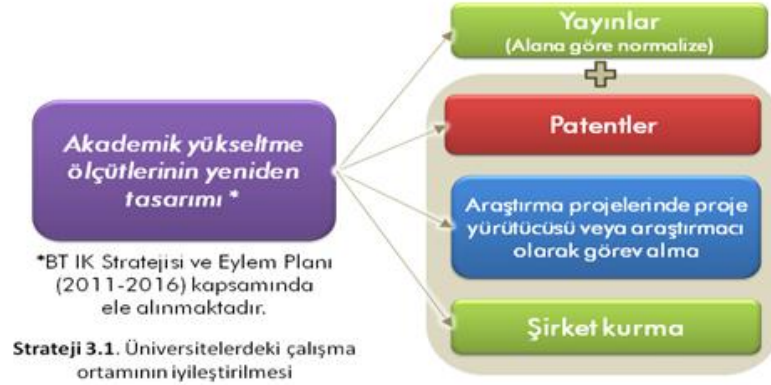 Akademik yükseltme
ölçütlerinin yeniden
tasarımı *
*BT IK Stratejisi ve Eylem Planı
(2011-2016) kapsamında
ele alınmaktadır.
Strateji 3.1. Üniversitelerdeki çalışma
ortamının iyileştirilmesi
Yayınlar
(Alana göre normalize)
+
Patentler
Araştırma projelerinde proje
yürütücüsü veya araştırmacı
olarak görev alma
Şirket kurma